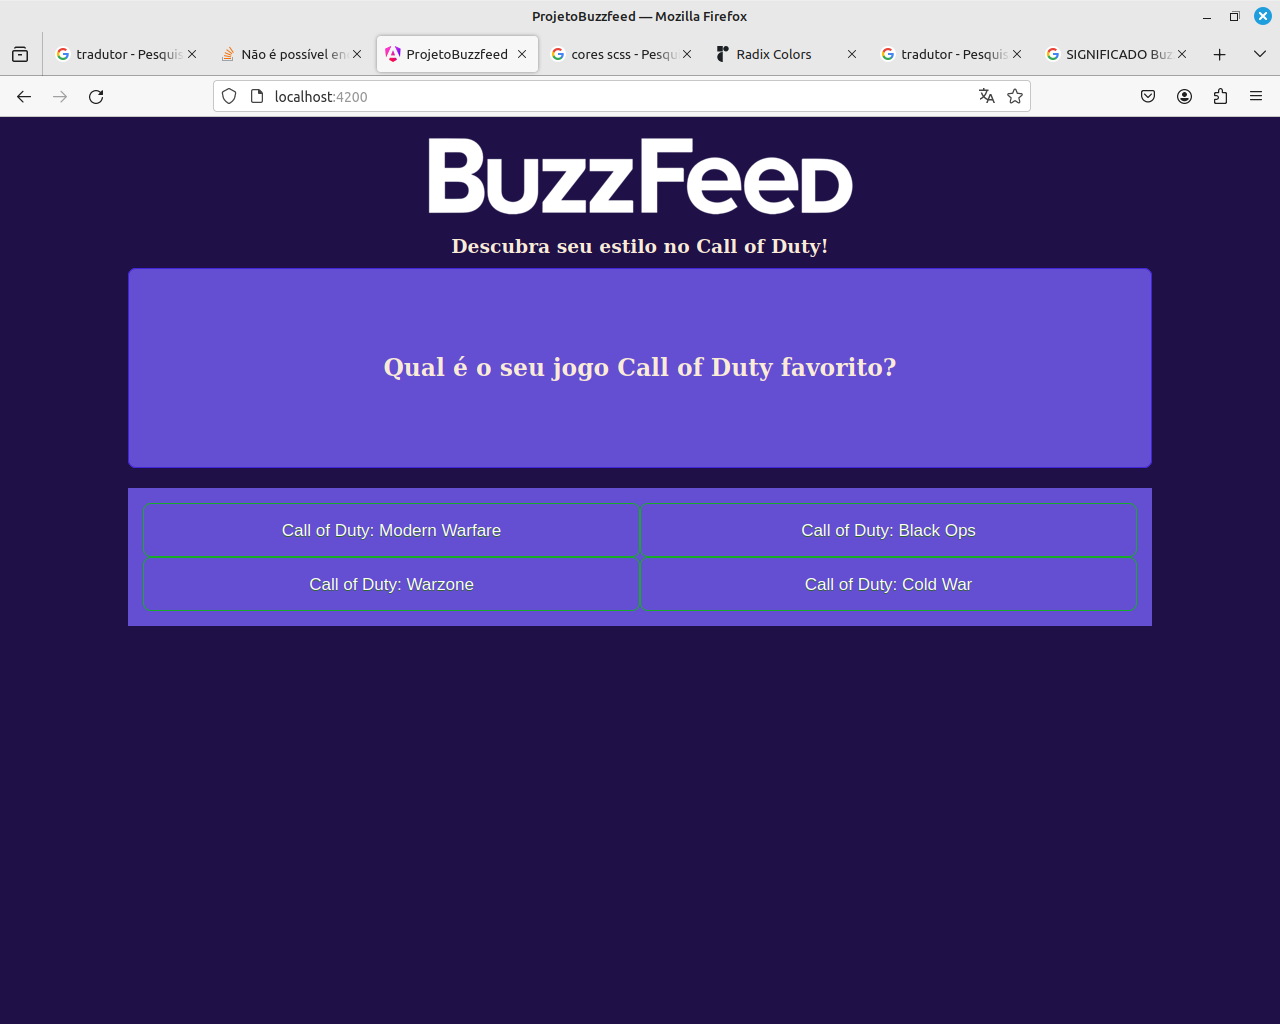 ProjetoBuzzfeed — Mozilla Firefox
tradutor - Pesquis
Não é possível en
ProjetoBuzzfeed
cores scss - Pesqu
Radix Colors
tradutor - Pesquis
SIGNIFICADO Buz
localhost:4200
BuzzFeed
Descubra seu estilo no Call of Duty!
Qual é o seu jogo Call of Duty favorito?
Call of Duty: Modern Warfare
Call of Duty: Black Ops
Call of Duty: Warzone
Call of Duty: Cold War